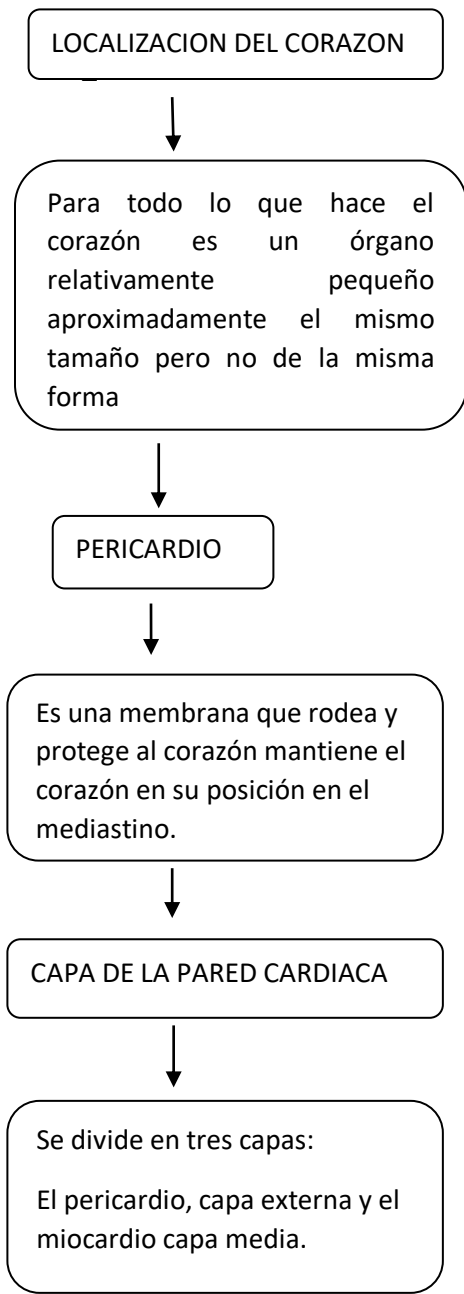 LOCALIZACION DEL CORAZON
Para todo lo que hace el
corazón es un órgano
relativamente pequeño
aproximadamente el mismo
tamaño pero no de la misma
forma
PERICARDIO
Es una membrana que rodea y
protege al corazón mantiene el
corazón en su posición en el
mediastino.
CAPA DE LA PARED CARDIACA
Se divide en tres capas:
El pericardio, capa externa y el
miocardio capa media.